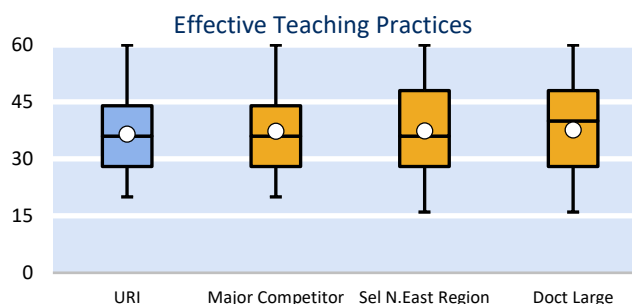 Effective Teaching Practices
60
45
30
15
0
URI Major Competitor Sel N.East Region Doct Large